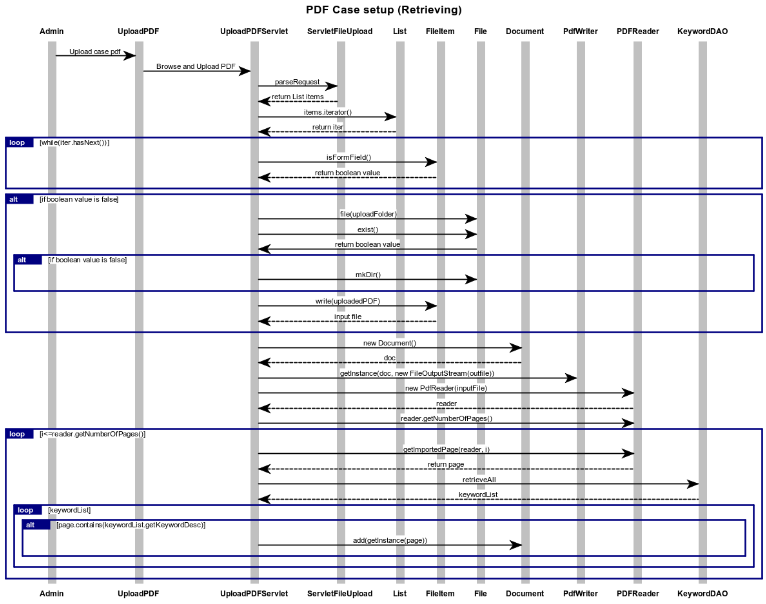 PDF Case setup (Retrieving)
Admin UploadPDF UploadPDFServlet ServletFileUpload List FileItem File Document PdfWriter PDFReader KeywordDAO
Upload case pdf
Browse and Upload PDF
parseRequest
return List items
items.iterator()
return iter
loop [while(iter.hasNext())]
isFormField()
return boolean value
alt [if boolean value is false]
file(uploadFolder)
exist()
return boolean value
alt [if boolean value is false]
mkDir()
write(uploadedPDF)
input file
new Document()
doc
getInstance(doc, new FileOutputStream(outfile))
new PdfReader(inputFile)
reader
reader.getNumberOfPages()
loop [i<=reader.getNumberOfPages()]
getImportedPage(reader, i)
return page
retrieveAll
keywordList
loop [keywordList]
alt [page.contains(keywordList.getKeywordDesc)]
add(getInstance(page))
Admin UploadPDF UploadPDFServlet ServletFileUpload List FileItem File Document PdfWriter PDFReader KeywordDAO